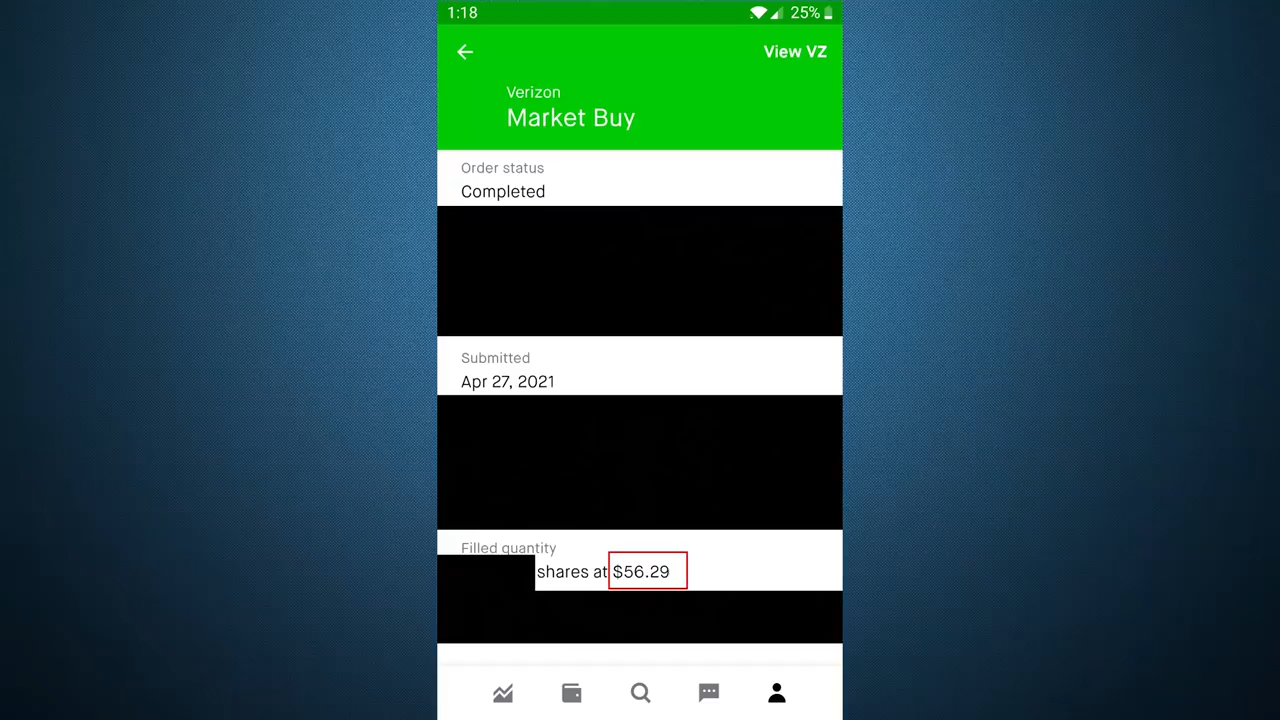 1:18
25%
View VZ
Verizon
Market Buy
Order status
Completed
Submitted
Apr 27, 2021
Filled quantity
shares at $56.29